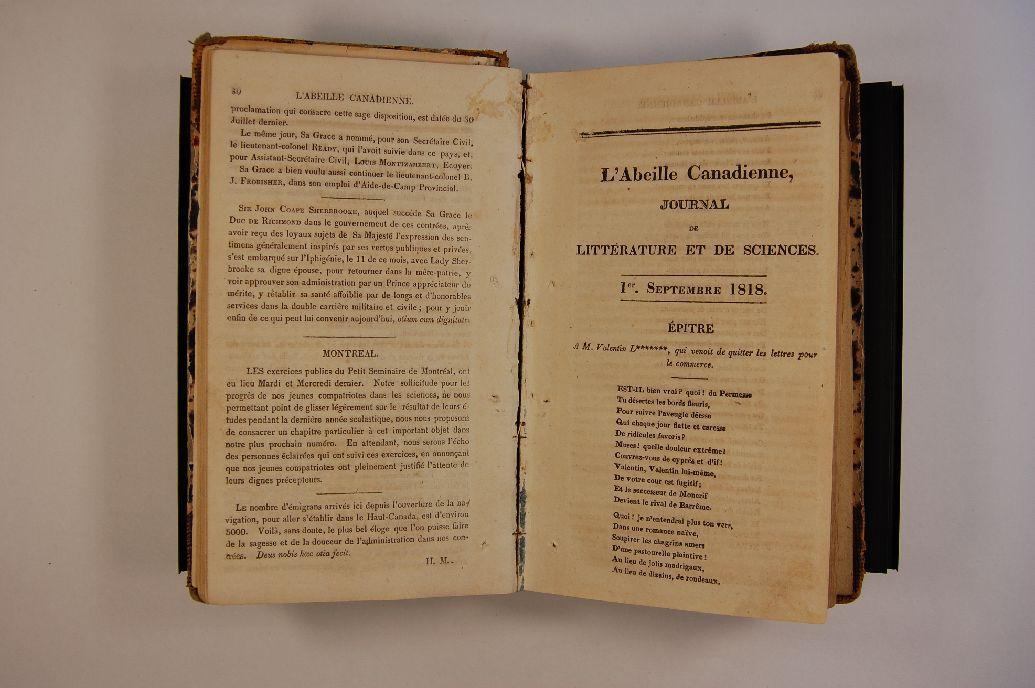 80
L'ABEILLE CANADIENNE.
proclamation qui consacre cette sage disposition, est datée du 30
Juillet dernier.
Le même jour, Sa Grace a nommé, pour son Secrétaire Civil,
le lieutenant-colonel READY, qui l'avoit suivie dans ce pays, et
pour Assistant-Secrétaire Civil, LOUIS MONTIZAMBERT, Ecuyer.
Sa Grace a bien voulu aussi continuer le lieutenant-colonel B.
J. FROBISHER, dans son emploi d'Aide-de-Camp Provincial.
SIR JOHN COAPE SHERBROOKE, auquel succède Sa Grace le
DUC DE RICHMOND dans le gouvernement de ces contrées, après
avoir reçu des loyaux sujets de Sa Majesté l'expression des sen-
timens généralement inspirés par ses vertus publiques et privées,
s'est embarqué sur l'Iphigénie, le 11 de ce mois, avec Lady Sher-
brooke sa digne épouse, pour retourner dans la mère-patrie, y
voir approuver son administration par un Prince appréciateur du
mérite, y rétablir sa santé affoiblie par de longs et d'honorables
services dans la double carrière militaire et civile ; pour y jouir
enfin de ce qui peut lui convenir aujourd'hui, otium cum dignitate.
MONTREAL.
LES exercices publics du Petit Seminaire de Montréal, ont
eu lieu Mardi et Mercredi dernier. Notre sollicitude pour les
progrès de nos jeunes compatriotes dans les sciences, ne nous
permettant point de glisser légèrement sur le résultat de leurs é-
tudes pendant la dernière année scolastique, nous nous proposons
de consacrer un chapitre particulier à cet important objet dans
notre plus prochain numéro. En attendant, nous serons l'écho
des personnes éclairées qui ont suivi ces exercices, en annonçant
que nos jeunes compatriotes ont pleinement justifié l'attente de
leurs dignes précepteurs.
LE nombre d'émigrans arrivés ici depuis l'ouverture de la na-
vigation, pour aller s'établir dans le Haut-Canada, est d'environ
5000. Voilà, sans doute, le plus bel éloge que l'on puisse faire
de la sagesse et de la douceur de l'administration dans nos con-
trées. Deus nobis hæc otia fecit.
H. M..
L'Abeille Canadienne,
JOURNAL
DE
LITTÉRATURE ET DE SCIENCES.
1er. SEPTEMBRE 1818.
ÉPITRE
A M. Valentin L*******, qui venoit de quitter les lettres pour
le commerce.
EST-IL bien vrai? quoi! du Permesse
Tu désertes les bords fleuris,
Pour suivre l'aveugle déesse
Qui chaque jour flatte et caresse
De ridicules favoris?
Muses! quelle douleur extrême!
Couvrez-vous de cyprès et d'if!
Valentin, Valentin lui-même,
De votre cour est fugitif;
Et le successeur de Moncrif
Devient le rival de Barrême.
Quoi! je n'entendrai plus ton vers,
Dans une romance naïve,
Soupirer les chagrins amers
D'une pastourelle plaintive!
Au lieu de jolis madrigaux,
Au lieu de dizains, de rondeaux,